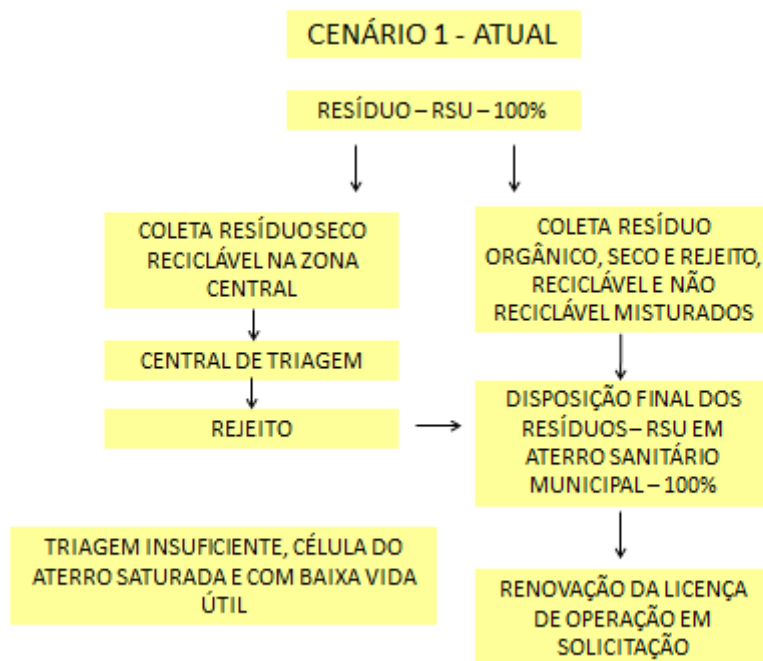 CENÁRIO 1 - ATUAL
RESÍDUO – RSU – 100%
COLETA RESÍDUO SECO
RECICLÁVEL NA ZONA
CENTRAL
COLETA RESÍDUO
ORGÂNICO, SECO E REJEITO,
RECICLÁVEL E NÃO
RECICLÁVEL MISTURADOS
CENTRAL DE TRIAGEM
REJEITO
DISPOSIÇÃO FINAL DOS
RESÍDUOS – RSU EM
ATERRO SANITÁRIO
MUNICIPAL – 100%
TRIAGEM INSUFICIENTE, CÉLULA DO
ATERRO SATURADA E COM BAIXA VIDA
ÚTIL
RENOVAÇÃO DA LICENÇA
DE OPERAÇÃO EM
SOLICITAÇÃO